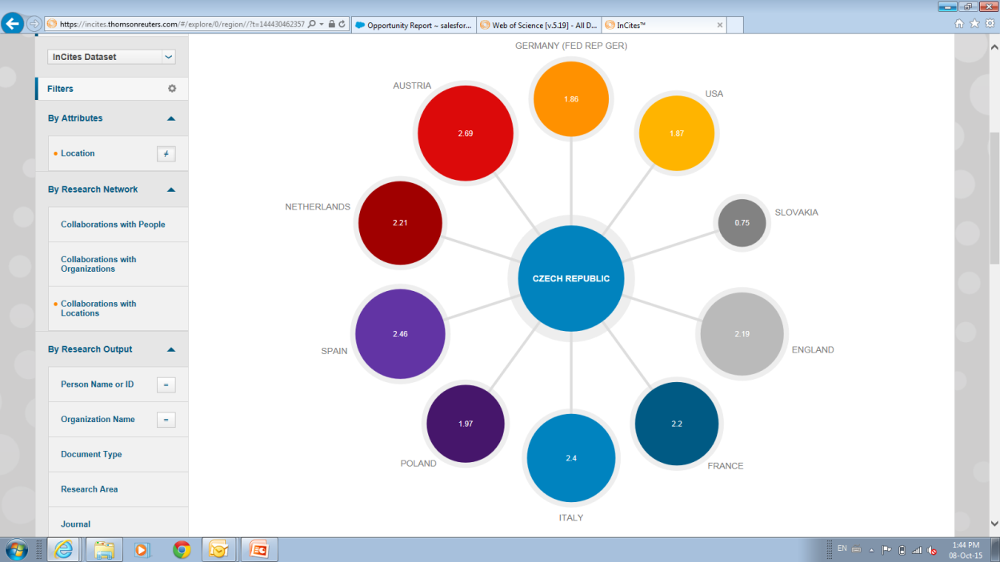 https://incites.thomsonreuters.com/#/explore/0/region//?t=144430462357
Opportunity Report ~ salesfor...
Web of Science [v.5.19] - All D...
InCites™
InCites Dataset
Filters
By Attributes
Location
≠
By Research Network
Collaborations with People
Collaborations with
Organizations
Collaborations with
Locations
By Research Output
Person Name or ID
=
Organization Name
=
Document Type
Research Area
Journal
GERMANY (FED REP GER)
1.86
AUSTRIA
2.69
USA
1.87
NETHERLANDS
2.21
SLOVAKIA
0.75
CZECH REPUBLIC
SPAIN
2.46
ENGLAND
2.19
POLAND
1.97
FRANCE
2.2
ITALY
2.4
EN
1:44 PM
08-Oct-15